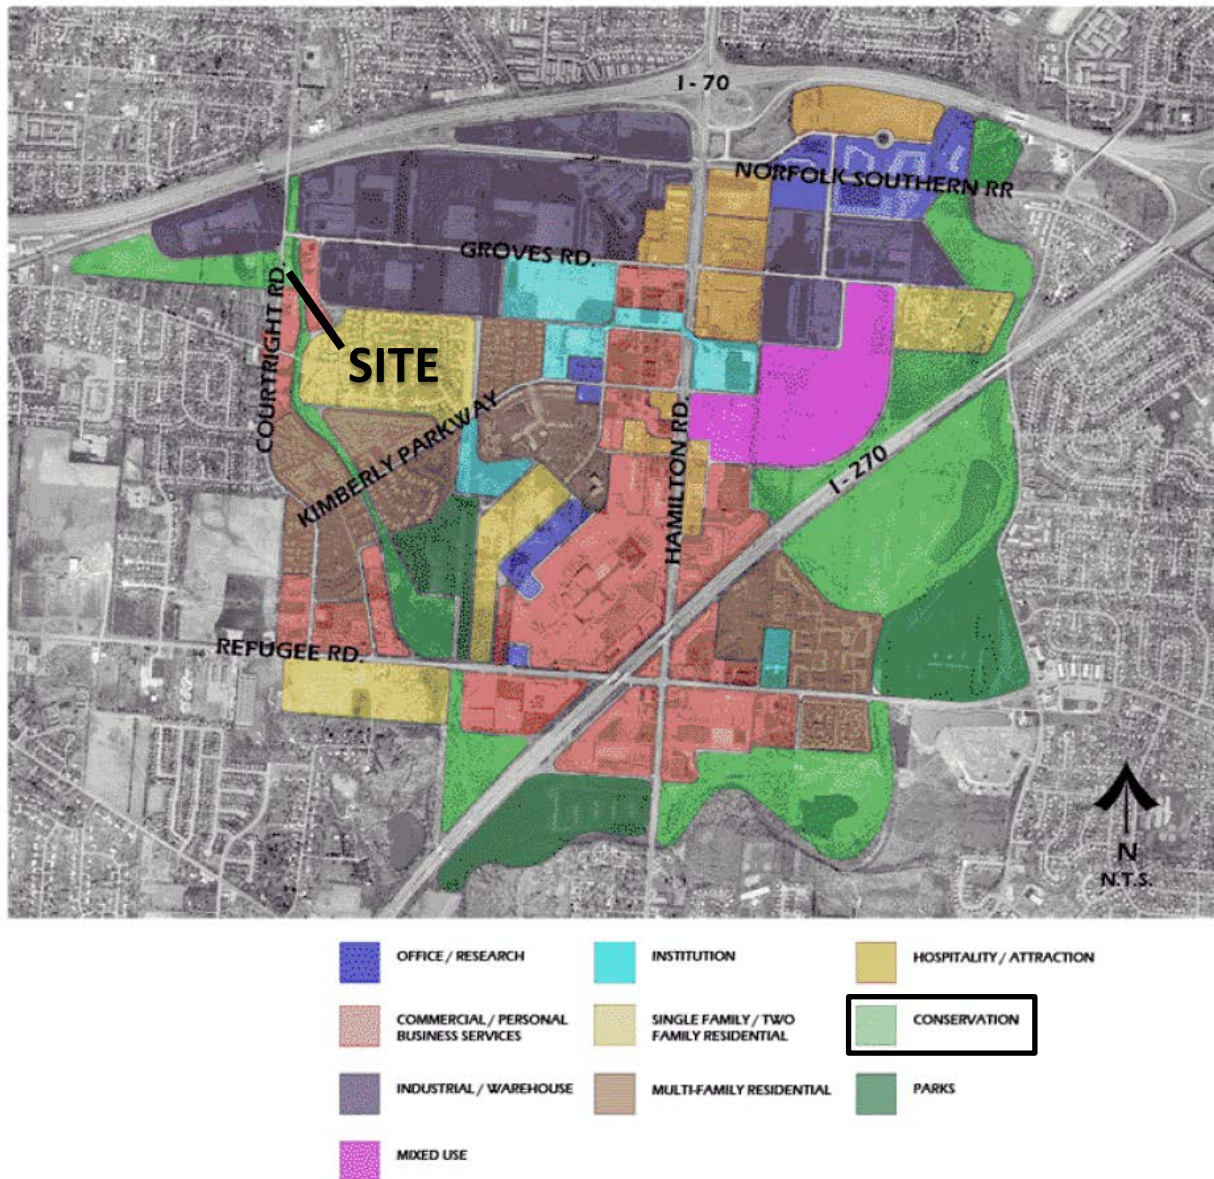 I - 70
NORFOLK SOUTHERN RR
GROVES RD.
COURTRIGHT RD.
SITE
KIMBERLY PARKWAY
HAMILTON RD.
I - 270
REFUGEE RD.
N
N.T.S.
OFFICE / RESEARCH
INSTITUTION
HOSPITALITY / ATTRACTION
COMMERCIAL / PERSONAL
BUSINESS SERVICES
SINGLE FAMILY / TWO
FAMILY RESIDENTIAL
CONSERVATION
INDUSTRIAL / WAREHOUSE
MULTI-FAMILY RESIDENTIAL
PARKS
MIXED USE